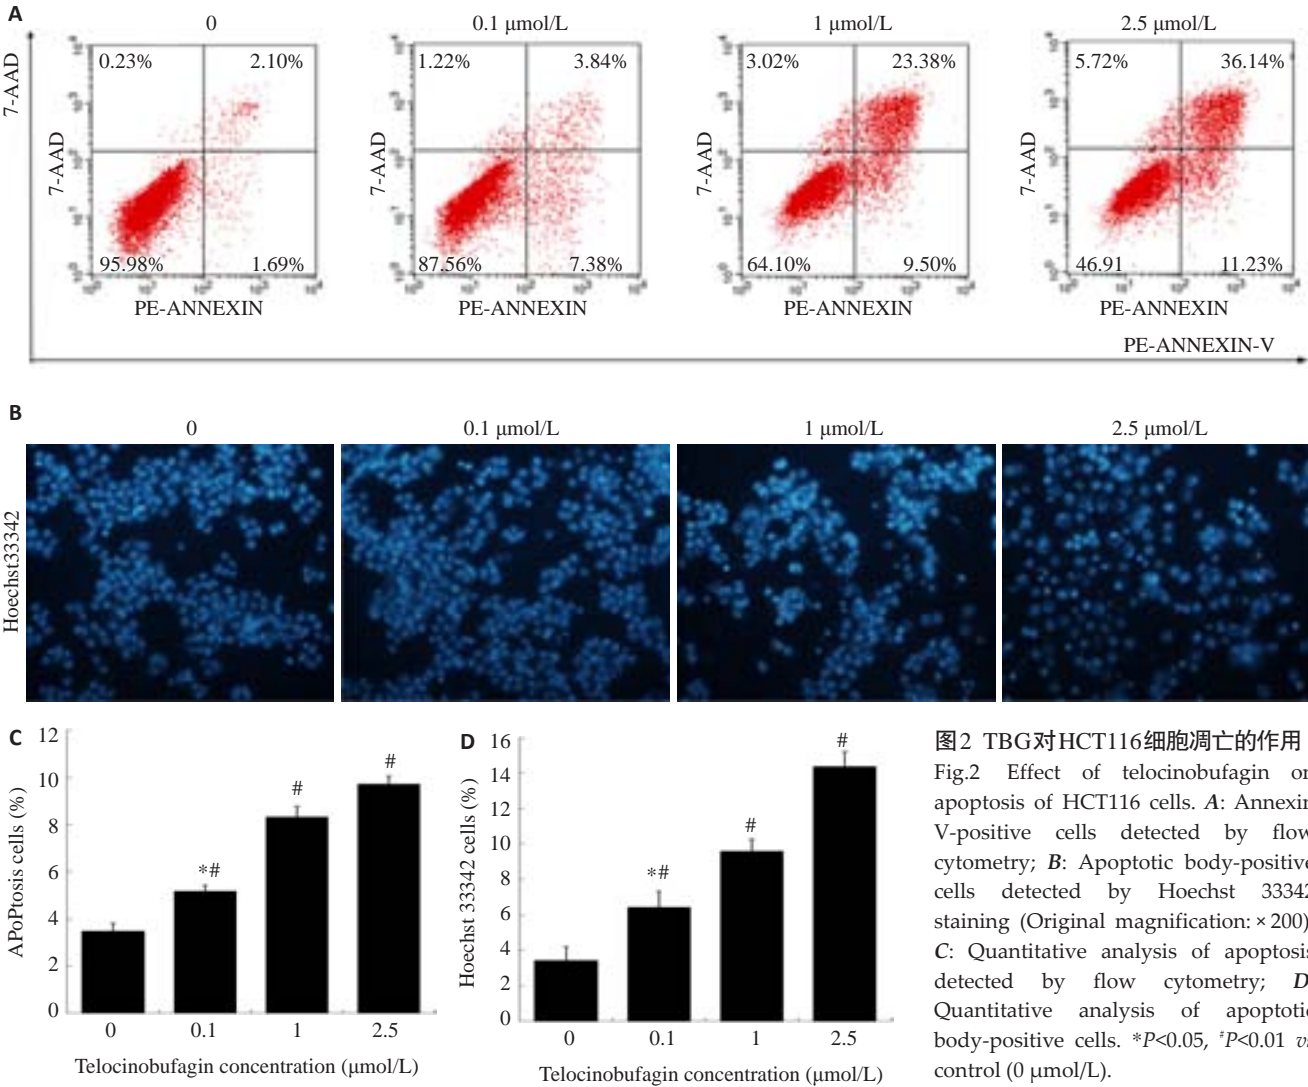 A
0
0.1 μmol/L
1 μmol/L
2.5 μmol/L
7-AAD
0.23% 2.10%
95.98% 1.69%
7-AAD
PE-ANNEXIN
1.22% 3.84%
87.56% 7.38%
7-AAD
PE-ANNEXIN
3.02% 23.38%
64.10% 9.50%
7-AAD
PE-ANNEXIN
5.72% 36.14%
46.91 11.23%
7-AAD
PE-ANNEXIN
PE-ANNEXIN-V
B
0
0.1 μmol/L
1 μmol/L
2.5 μmol/L
Hoechst33342
C
APoPtosis cells (%)
12
10
8
6
4
2
0
*#
#
#
0 0.1 1 2.5
Telocinobufagin concentration (μmol/L)
D
Hoechst 33342 cells (%)
16
14
12
10
8
6
4
2
0
*#
#
#
0 0.1 1 2.5
Telocinobufagin concentration (μmol/L)
图2 TBG对HCT116细胞凋亡的作用
Fig.2 Effect of telocinobufagin on
apoptosis of HCT116 cells. A: Annexin
V-positive cells detected by flow
cytometry; B: Apoptotic body-positive
cells detected by Hoechst 33342
staining (Original magnification: ×200)
C: Quantitative analysis of apoptosis
detected by flow cytometry; D
Quantitative analysis of apoptotic
body-positive cells. *P<0.05, #P<0.01 vs
control (0 μmol/L).